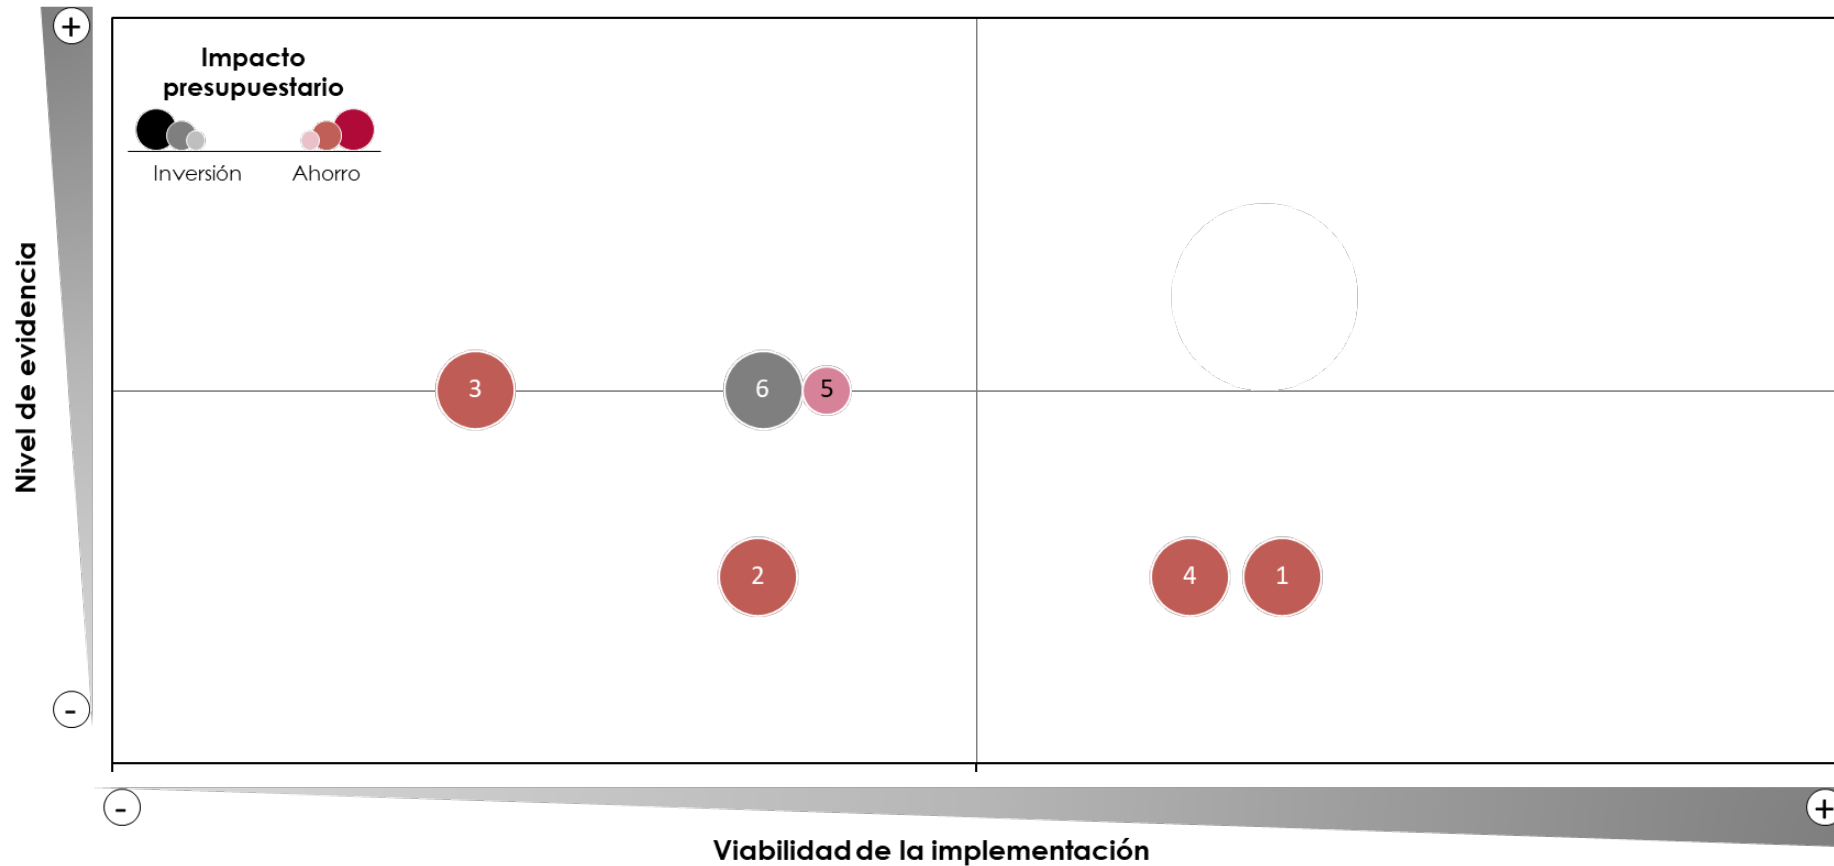 +
Impacto
presupuestario
Inversión Ahorro
Nivel de evidencia
3 6 5
2 4 1
-
- +
Viabilidad de la implementación